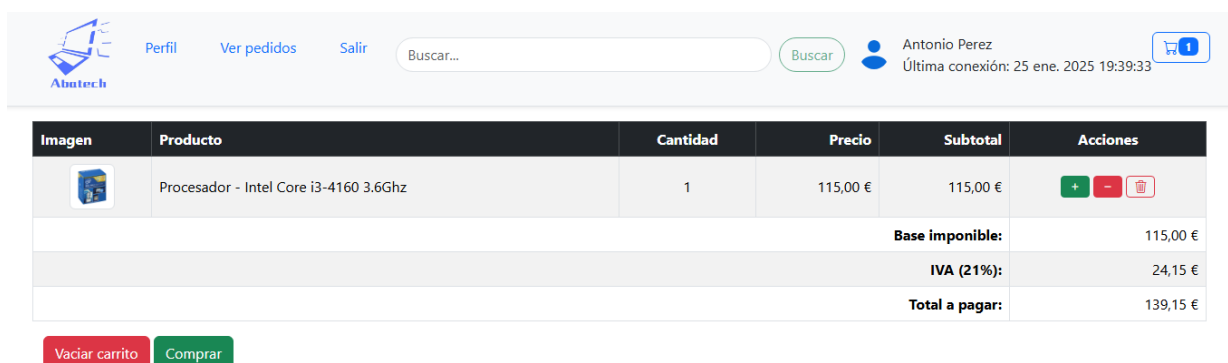 Abatech
Perfil Ver pedidos Salir
Buscar...
Buscar
Antonio Perez
Última conexión: 25 ene. 2025 19:39:33
1
Imagen Producto Cantidad Precio Subtotal Acciones
Procesador - Intel Core i3-4160 3.6Ghz 1 115,00 € 115,00 € + -
Base imponible: 115,00 €
IVA (21%): 24,15 €
Total a pagar: 139,15 €
Vaciar carrito Comprar